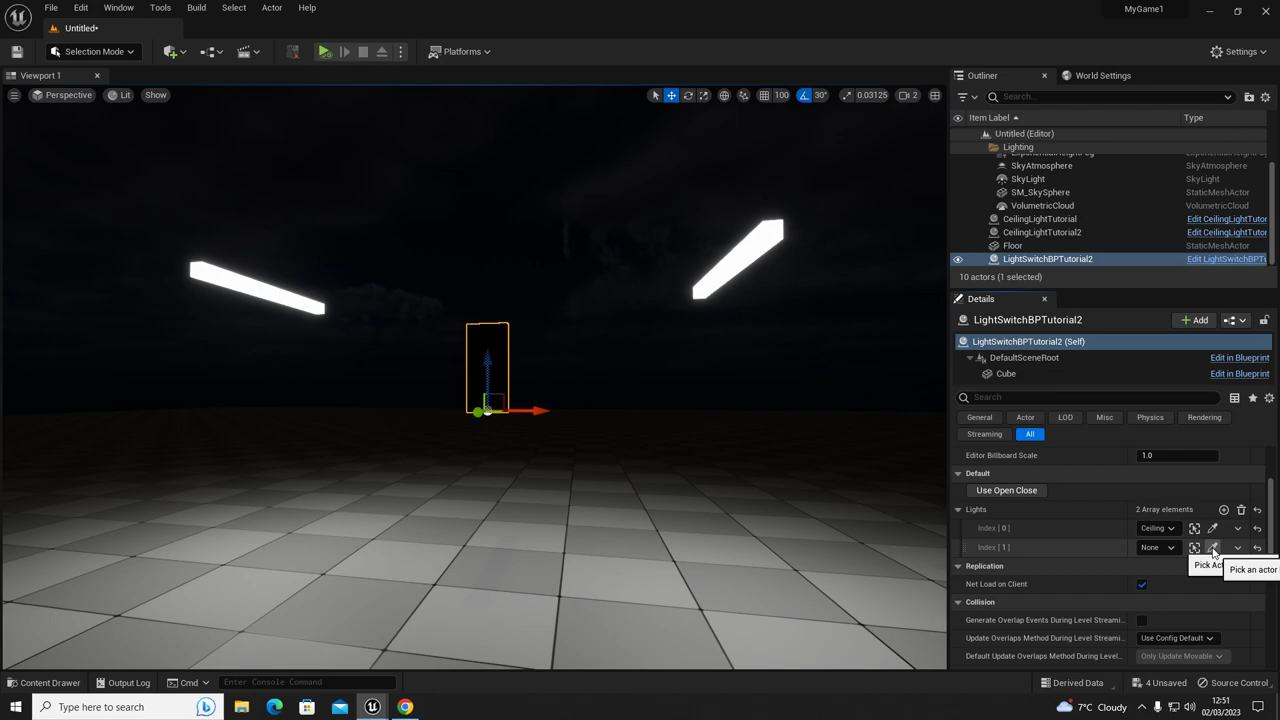 File Edit Window Tools Build Select Actor Help
MyGame1
Untitled*
Selection Mode
Platforms
Settings
Viewport 1
Perspective Lit Show
100 30° 0.03125 2
Outliner World Settings
Search...
Item Label Type
Untitled (Editor)
Lighting
SkyAtmosphere SkyAtmosphere
SkyLight SkyLight
SM_SkySphere StaticMeshActor
VolumetricCloud VolumetricCloud
CeilingLightTutorial Edit CeilingLightTutor
CeilingLightTutorial2 Edit CeilingLightTutor
Floor StaticMeshActor
LightSwitchBPTutorial2 Edit LightSwitchBPTu
10 actors (1 selected)
Details
LightSwitchBPTutorial2
Add
LightSwitchBPTutorial2 (Self)
DefaultSceneRoot Edit in Blueprint
Cube Edit in Blueprint
Search
General Actor LOD Misc Physics Rendering
Streaming All
Editor Billboard Scale 1.0
Default
Use Open Close
Lights 2 Array elements
Index [ 0 ] Ceiling
Index [ 1 ] None
Pick Ac Pick an actor
Replication
Net Load on Client
Collision
Generate Overlap Events During Level Streami...
Update Overlaps Method During Level Streami... Use Config Default
Default Update Overlaps Method During Level... Only Update Movable
Content Drawer Output Log Cmd Enter Console Command
Derived Data 4 Unsaved Source Control
Type here to search
7°C Cloudy
12:51
02/03/2023